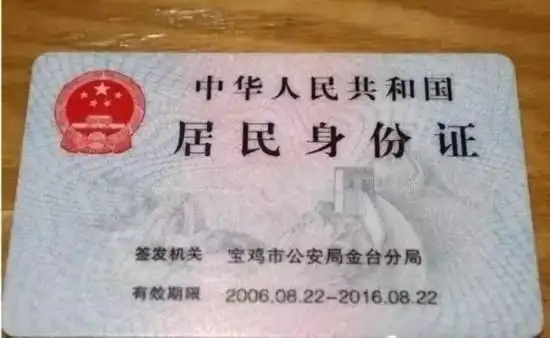 中华人民共和国
居民身份证
签发机关 宝鸡市公安局金台分局
有效期限 2006.08.22-2016.08.22